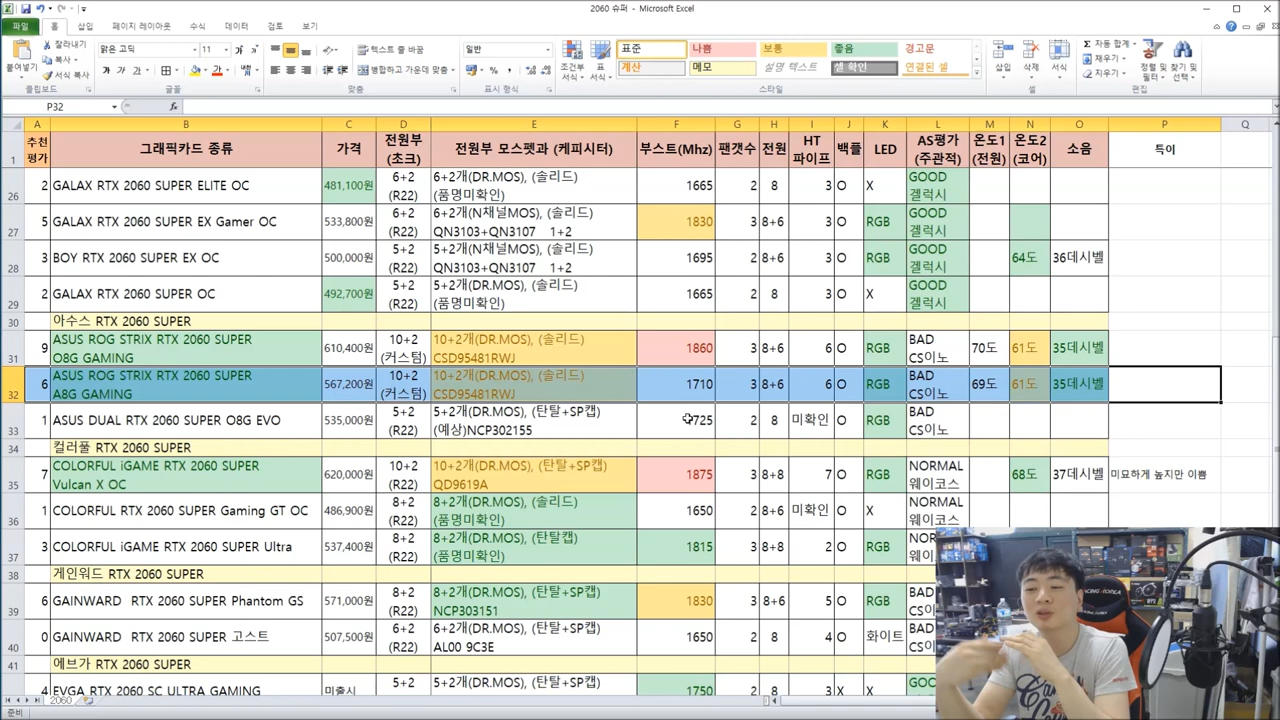 2060 슈퍼 - Microsoft Excel
파일 홈 삽입 페이지 레이아웃 수식 데이터 검토 보기
잘라내기 맑은 고딕 11 텍스트 줄 바꿈 일반 표준 나쁨 보통 좋음 경고문 자동 합계
붙여넣기 복사 조건부 서식 표 서식 삽입 삭제 서식 채우기 정렬 및 필터 찾기 및 선택
서식 복사 병합하고 가운데 맞춤 계산 메모 설명 텍스트 셀 확인 연결된 셀 지우기
클립보드 글꼴 맞춤 표시 형식 스타일 셀 편집
P32 fx
A B C D E F G H I J K L M N O P Q
1 추천 평가 그래픽카드 종류 가격 전원부 (초크) 전원부 모스펫과 (케피시터) 부스트(Mhz) 팬갯수 전원 HT 파이프 백플 LED AS평가 (주관적) 온도1 (전원) 온도2 (코어) 소음 특이
26 2 GALAX RTX 2060 SUPER ELITE OC 481,100원 6+2 (R22) 6+2개(DR.MOS), (솔리드) (품명미확인) 1665 2 8 3 O X GOOD 겔럭시
27 5 GALAX RTX 2060 SUPER EX Gamer OC 533,800원 6+2 (R22) 6+2개(N채널MOS), (솔리드) QN3103+QN3107 1+2 1830 3 8+6 3 O RGB GOOD 겔럭시
28 3 BOY RTX 2060 SUPER EX OC 500,000원 5+2 (R22) 5+2개(N채널MOS), (솔리드) QN3103+QN3107 1+2 1695 2 8 3 O RGB GOOD 겔럭시 64도 36데시벨
29 2 GALAX RTX 2060 SUPER OC 492,700원 5+2 (R22) 5+2개(DR.MOS), (솔리드) (품명미확인) 1665 2 8 3 O X GOOD 겔럭시
30 아수스 RTX 2060 SUPER
31 9 ASUS ROG STRIX RTX 2060 SUPER O8G GAMING 610,400원 10+2 (커스텀) 10+2개(DR.MOS), (솔리드) CSD95481RWJ 1860 3 8+6 6 O RGB BAD CS이노 70도 61도 35데시벨
32 6 ASUS ROG STRIX RTX 2060 SUPER A8G GAMING 567,200원 10+2 (커스텀) 10+2개(DR.MOS), (솔리드) CSD95481RWJ 1710 3 8+6 6 O RGB BAD CS이노 69도 61도 35데시벨
33 1 ASUS DUAL RTX 2060 SUPER O8G EVO 535,000원 5+2 (R22) 5+2개(DR.MOS), (탄탈+SP캡) (예상)NCP302155 1725 2 8 미확인 O BAD CS이노
34 컬러풀 RTX 2060 SUPER
35 7 COLORFUL iGAME RTX 2060 SUPER Vulcan X OC 620,000원 10+2 (R22) 10+2개(DR.MOS), (탄탈+SP캡) QD9619A 1875 3 8+8 7 O RGB NORMAL 웨이코스 68도 37데시벨 미묘하게 높지만 이쁨
36 1 COLORFUL RTX 2060 SUPER Gaming GT OC 486,900원 8+2 (R22) 8+2개(DR.MOS), (솔리드) (품명미확인) 1650 2 8+6 미확인 O X NORMAL 웨이코스
37 3 COLORFUL iGAME RTX 2060 SUPER Ultra 537,400원 8+2 (R22) 8+2개(DR.MOS), (탄탈캡) (품명미확인) 1815 3 8+8 2 O RGB
38 게인워드 RTX 2060 SUPER
39 6 GAINWARD RTX 2060 SUPER Phantom GS 571,000원 8+2 (R22) 8+2개(DR.MOS), (탄탈+SP캡) NCP303151 1830 3 8+6 5 O RGB
40 0 GAINWARD RTX 2060 SUPER 고스트 507,500원 6+2 (R22) 6+2개(DR.MOS), (탄탈+SP캡) AL00 9C3E 1650 2 8 4 O 화이트
41 에브가 RTX 2060 SUPER
4 EVGA RTX 2060 SC ULTRA GAMING 미출시 5+2 5+2개(DR.MOS), (탄탈+SP캡) 1750 2 8 3 X X
2060
준비